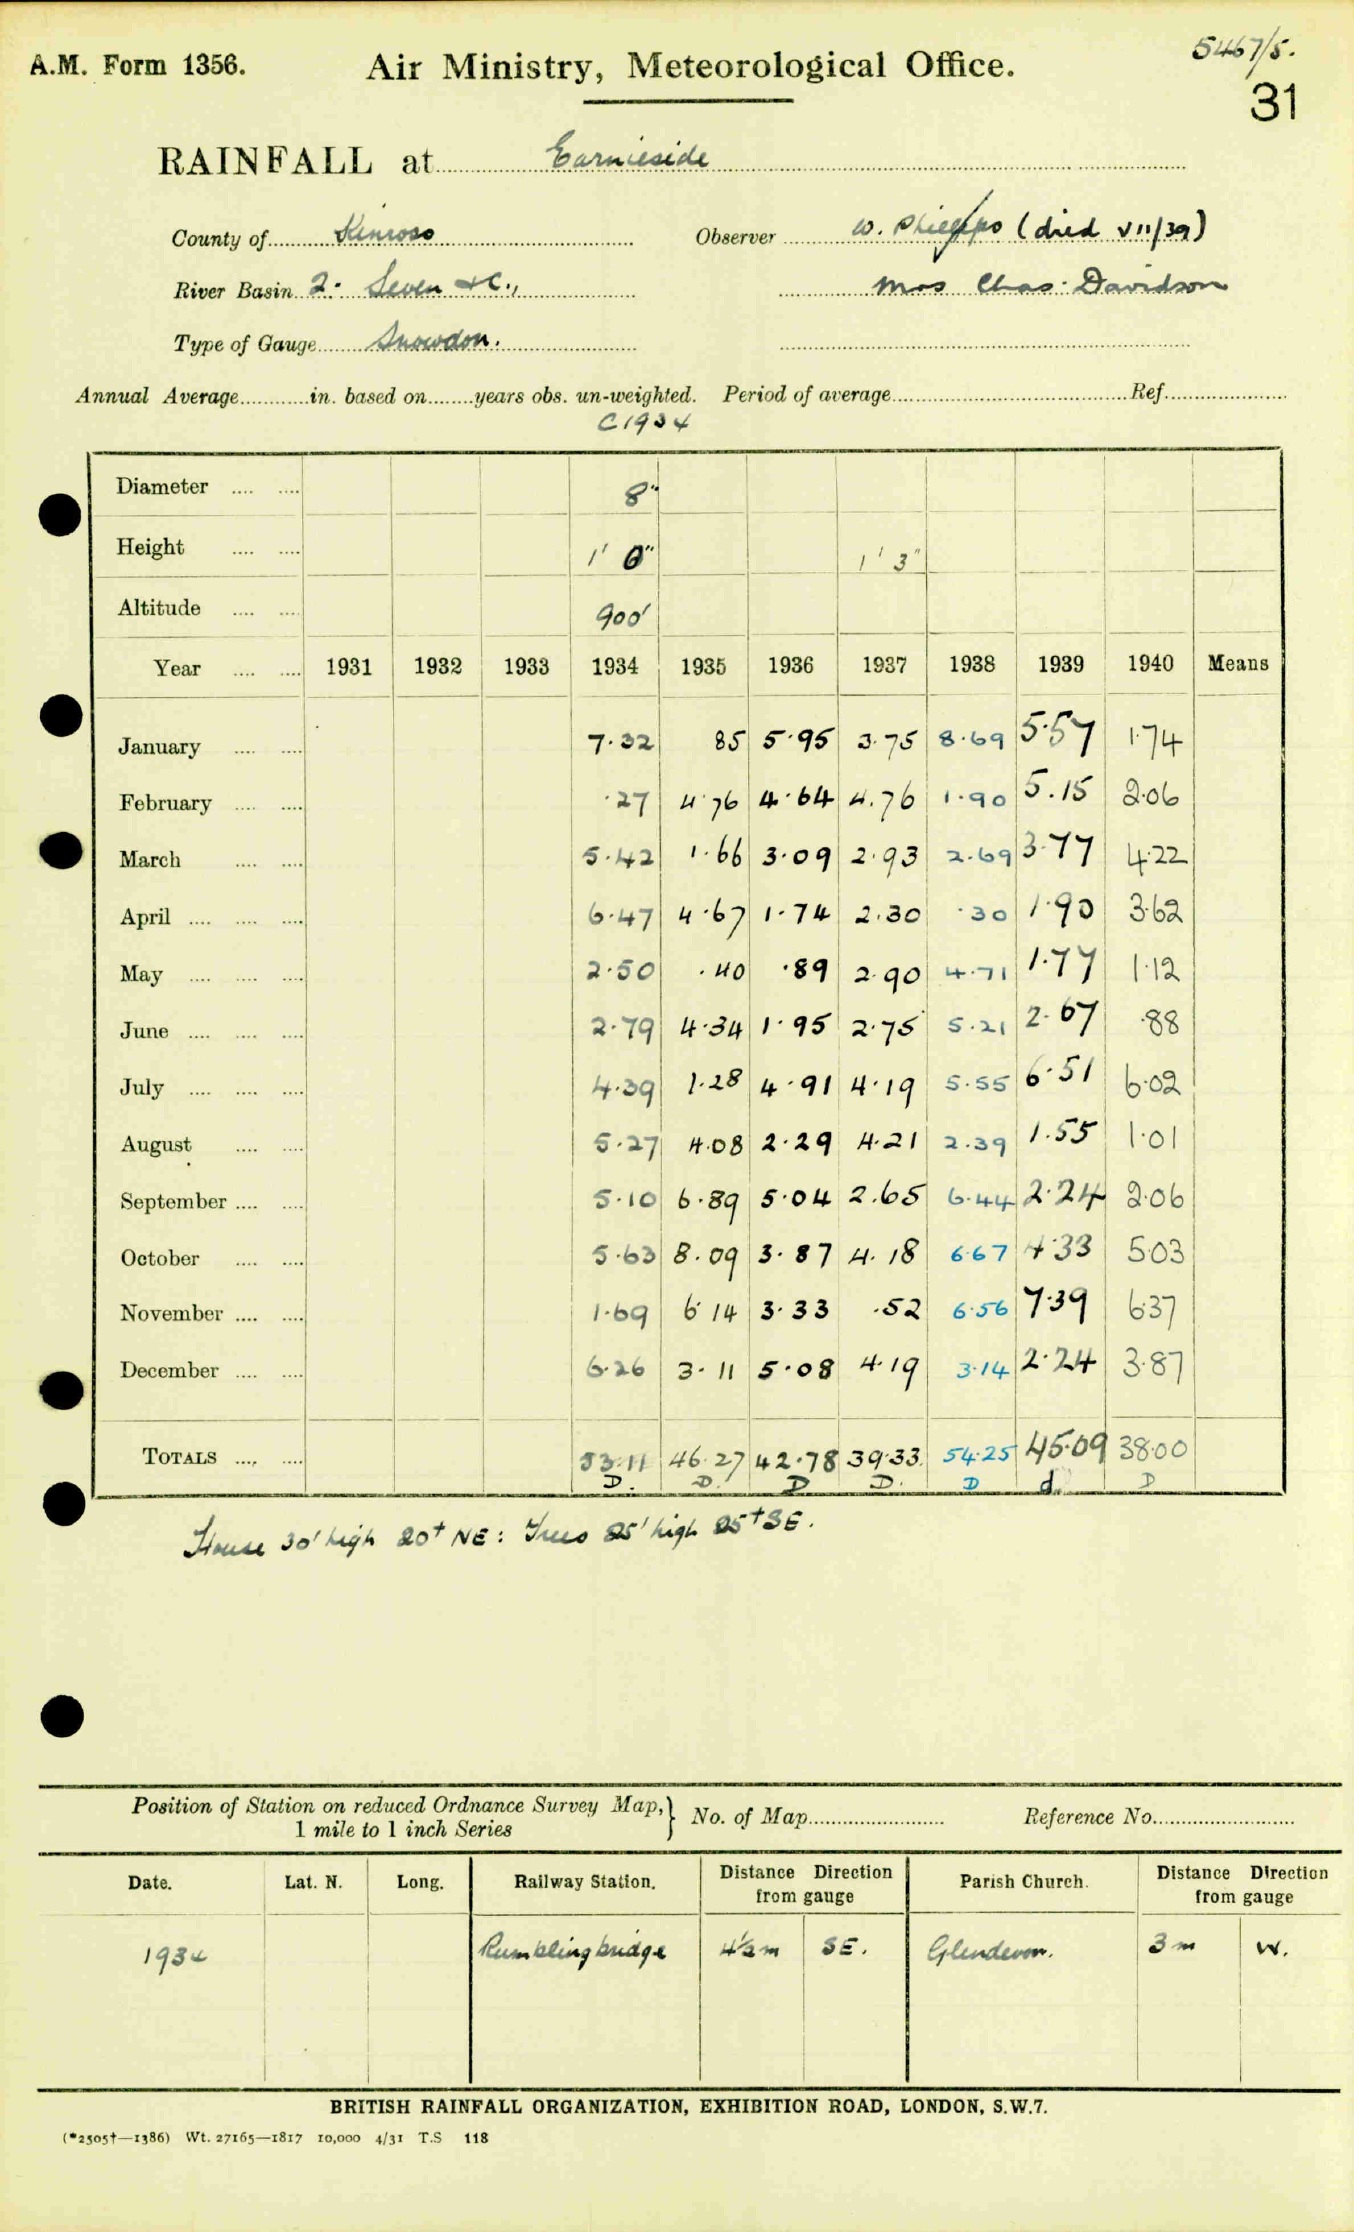 5467/5.
A.M. Form 1356. Air Ministry, Meteorological Office.
31
RAINFALL at Earnieside
County of Kinross Observer W. Phillips (died VII/39)
River Basin 2. Leven &c., Mrs Chas. Davidson
Type of Gauge Snowdon.
Annual Average in. based on years obs. un-weighted. Period of average Ref.
C1934
Diameter 8"
Height 1' 0" 1' 3"
Altitude 900'
Year 1931 1932 1933 1934 1935 1936 1937 1938 1939 1940 Means
January 7.32 85 5.95 3.75 8.69 5.57 1.74
February .27 4.76 4.64 4.76 1.90 5.15 2.06
March 5.42 1.66 3.09 2.93 2.69 3.77 4.22
April 6.47 4.67 1.74 2.30 .30 1.90 3.62
May 2.50 .40 .89 2.90 4.71 1.77 1.12
June 2.79 4.34 1.95 2.75 5.21 2.67 .88
July 4.39 1.28 4.91 4.19 5.55 6.51 6.02
August 5.27 4.08 2.29 4.21 2.39 1.55 1.01
September 5.10 6.89 5.04 2.65 6.44 2.24 2.06
October 5.63 8.09 3.87 4.18 6.67 4.33 5.03
November 1.69 6.14 3.33 .52 6.56 7.39 6.37
December 6.26 3.11 5.08 4.19 3.14 2.24 3.87
TOTALS 53.11 46.27 42.78 39.33 54.25 45.09 38.00
D. D. D D. D d D
House 30' high 20+ NE: Trees 25' high 25+ SE.
Position of Station on reduced Ordnance Survey Map, 1 mile to 1 inch Series } No. of Map Reference No.
Date. Lat. N. Long. Railway Station. Distance Direction from gauge Parish Church. Distance Direction from gauge
1934 Rumbling bridge 4½m SE. Glendevon. 3m W.
BRITISH RAINFALL ORGANIZATION, EXHIBITION ROAD, LONDON, S.W.7.
(*2505†—1386) Wt. 27165—1817 10,000 4/31 T.S 118